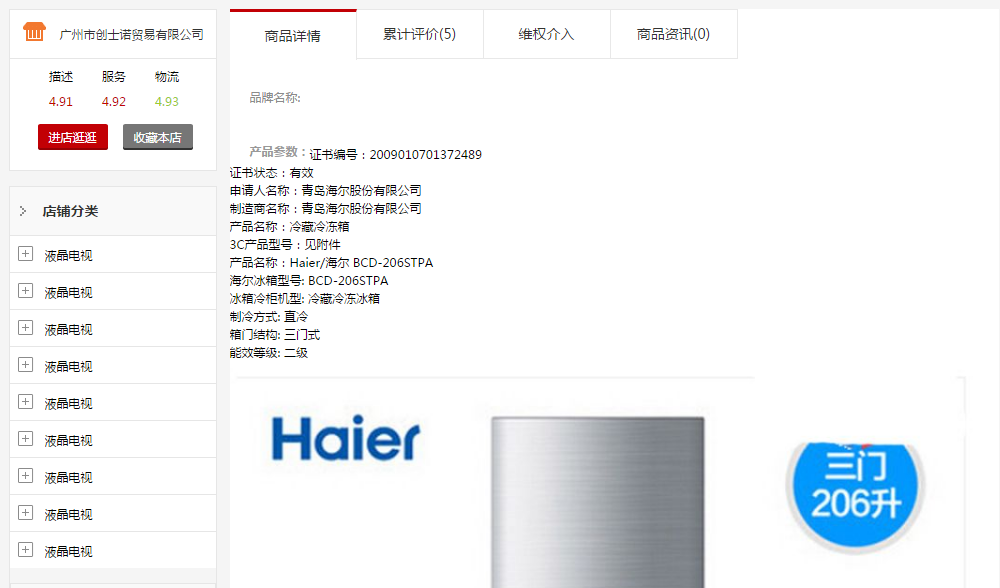 广州市创士诺贸易有限公司
描述 服务 物流
4.91 4.92 4.93
进店逛逛 收藏本店
店铺分类
液晶电视
液晶电视
液晶电视
液晶电视
液晶电视
液晶电视
液晶电视
液晶电视
液晶电视
商品详情 累计评价(5) 维权介入 商品资讯(0)
品牌名称:
产品参数：证书编号：2009010701372489
证书状态：有效
申请人名称：青岛海尔股份有限公司
制造商名称：青岛海尔股份有限公司
产品名称：冷藏冷冻箱
3C产品型号：见附件
产品名称：Haier/海尔 BCD-206STPA
海尔冰箱型号: BCD-206STPA
冰箱冷柜机型: 冷藏冷冻冰箱
制冷方式: 直冷
箱门结构: 三门式
能效等级: 二级
Haier
三门
206升